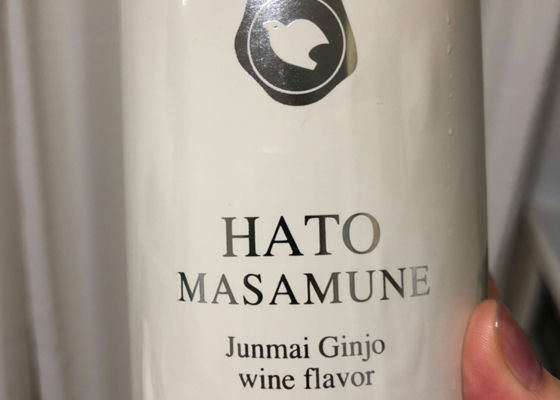 HATO
MASAMUNE
Junmai Ginjo
wine flavor